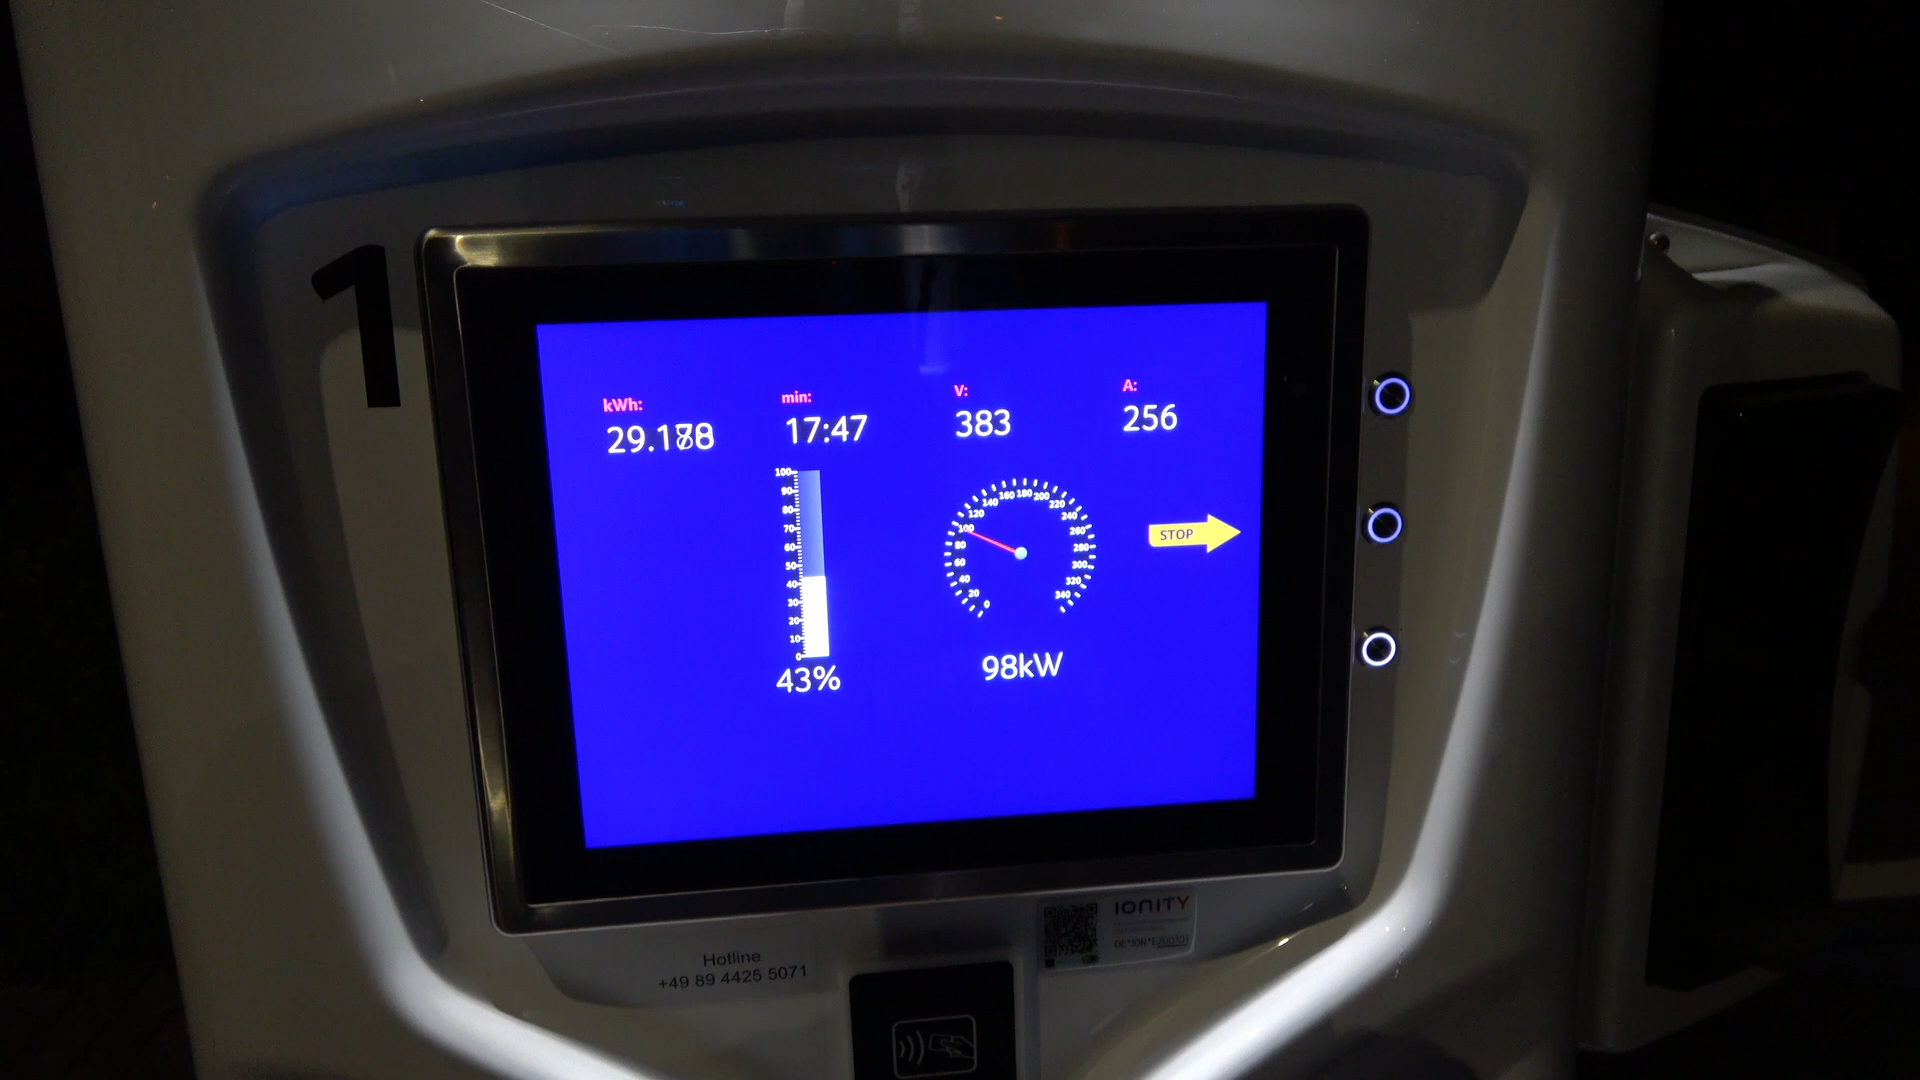 1
kWh: min: V: A:
29.188 17:47 383 256
100
90
80
70
60
50
40
30
20
10
0
43%
0 20 40 60 80 100 120 140 160 180 200 220 240 260 280 300 320 340
98kW
STOP
Hotline
+49 89 4425 5071
IONITY